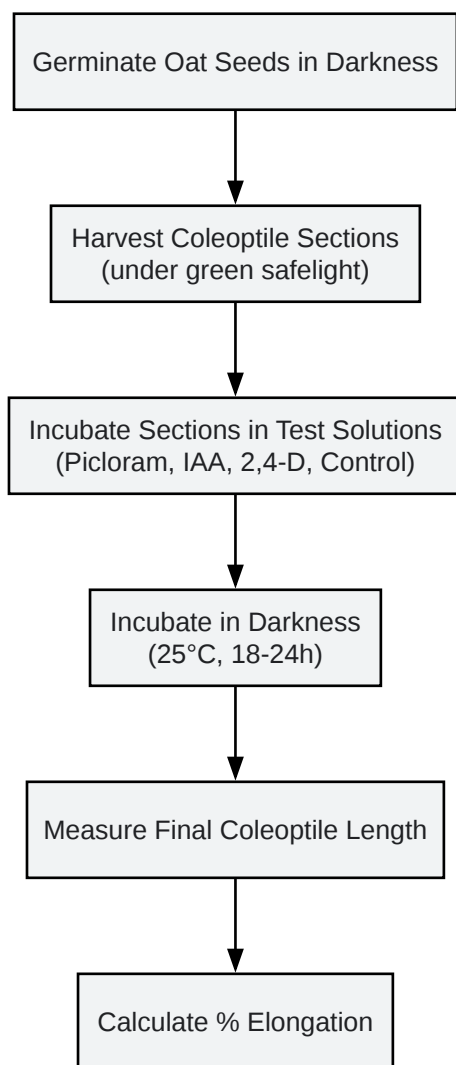 Germinate Oat Seeds in Darkness
Harvest Coleoptile Sections
(under green safelight)
Incubate Sections in Test Solutions
(Picloram, IAA, 2,4-D, Control)
Incubate in Darkness
(25°C, 18-24h)
Measure Final Coleoptile Length
Calculate % Elongation